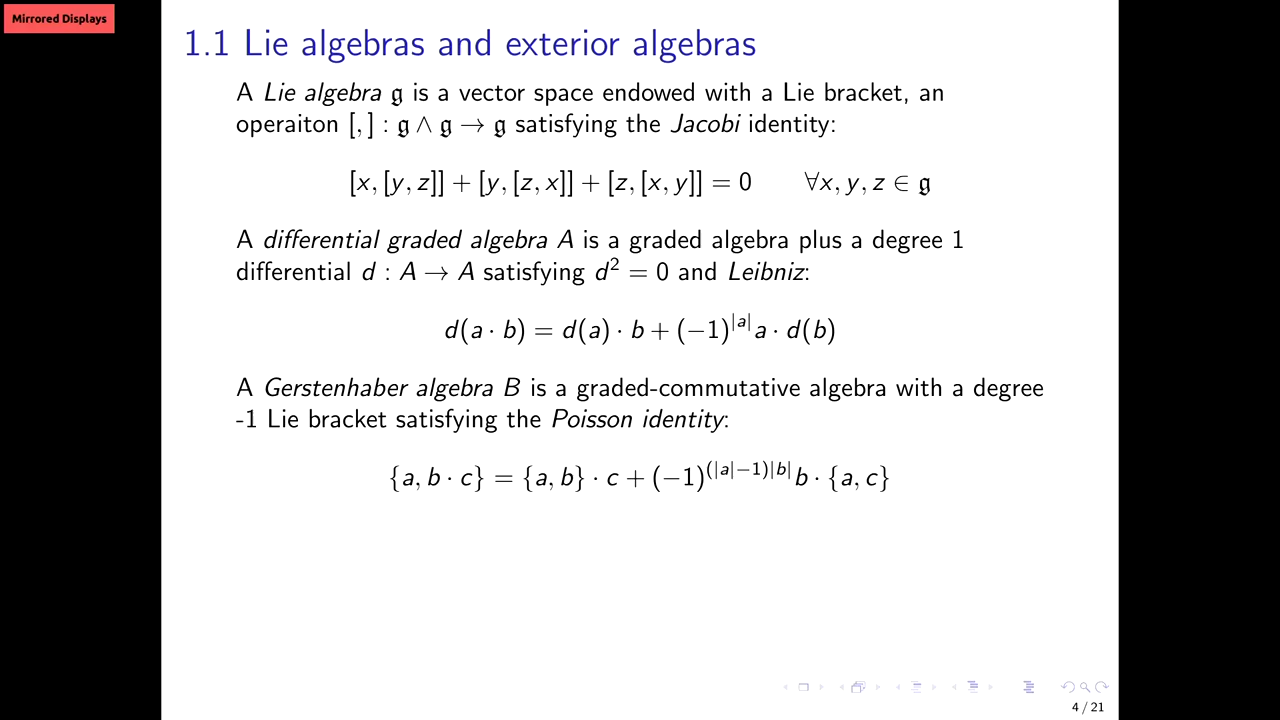 Mirrored Displays
1.1 Lie algebras and exterior algebras
A Lie algebra 𝔤 is a vector space endowed with a Lie bracket, an
operaiton [,] : 𝔤 ∧ 𝔤 → 𝔤 satisfying the Jacobi identity:
[x, [y, z]] + [y, [z, x]] + [z, [x, y]] = 0 ∀x, y, z ∈ 𝔤
A differential graded algebra A is a graded algebra plus a degree 1
differential d : A → A satisfying d² = 0 and Leibniz:
d(a · b) = d(a) · b + (−1)^{|a|} a · d(b)
A Gerstenhaber algebra B is a graded-commutative algebra with a degree
-1 Lie bracket satisfying the Poisson identity:
{a, b · c} = {a, b} · c + (−1)^{(|a|−1)|b|} b · {a, c}
4 / 21